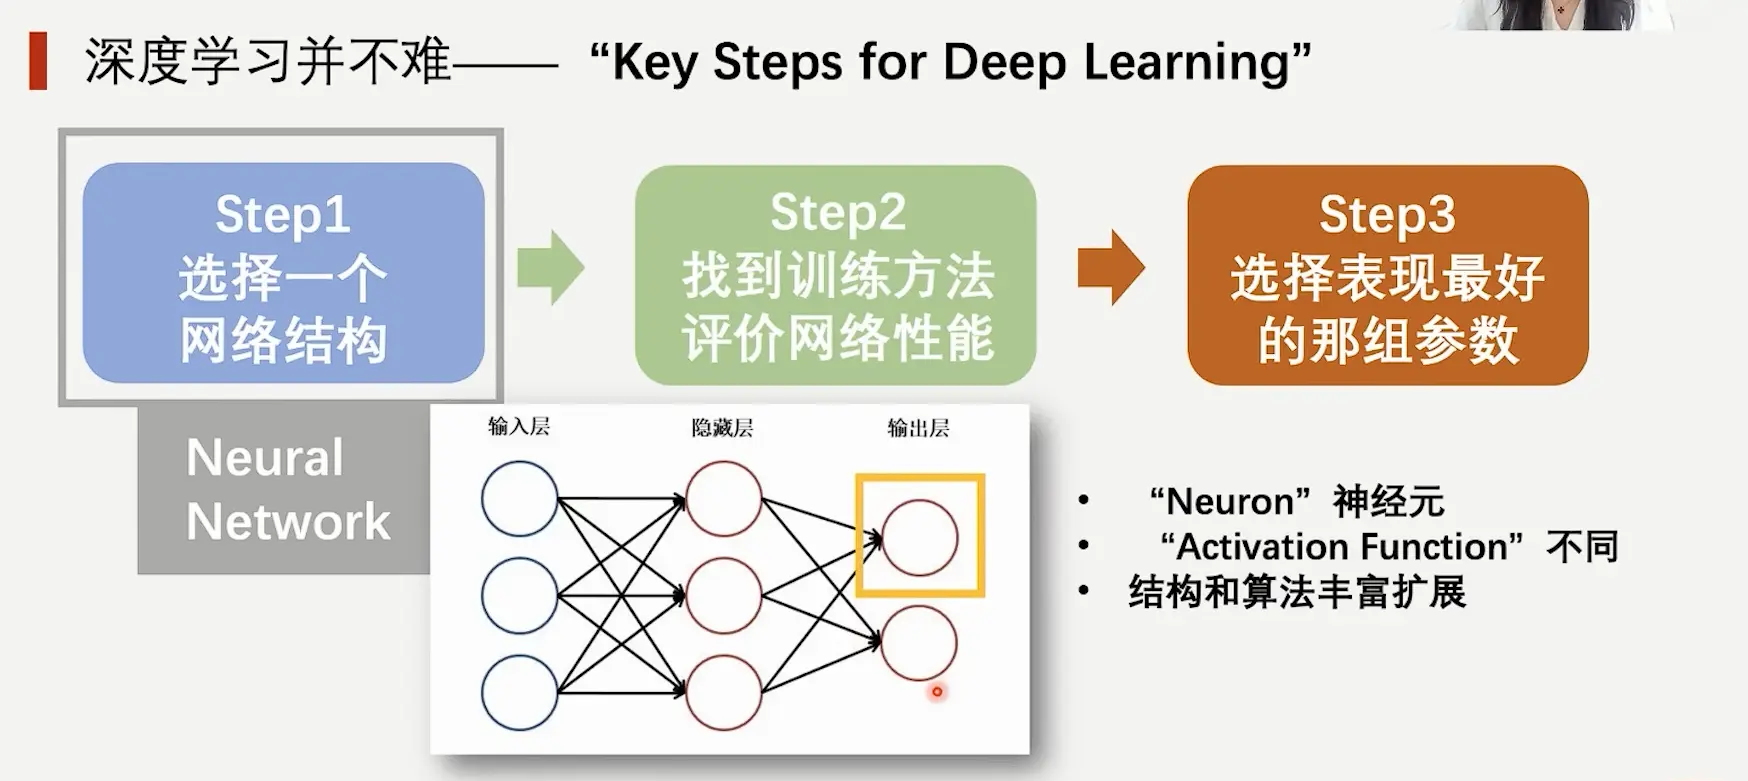 深度学习并不难—— “Key Steps for Deep Learning”
Step1
选择一个
网络结构
Step2
找到训练方法
评价网络性能
Step3
选择表现最好
的那组参数
Neural
Network
输入层
隐藏层
输出层
• “Neuron” 神经元
• “Activation Function” 不同
• 结构和算法丰富扩展